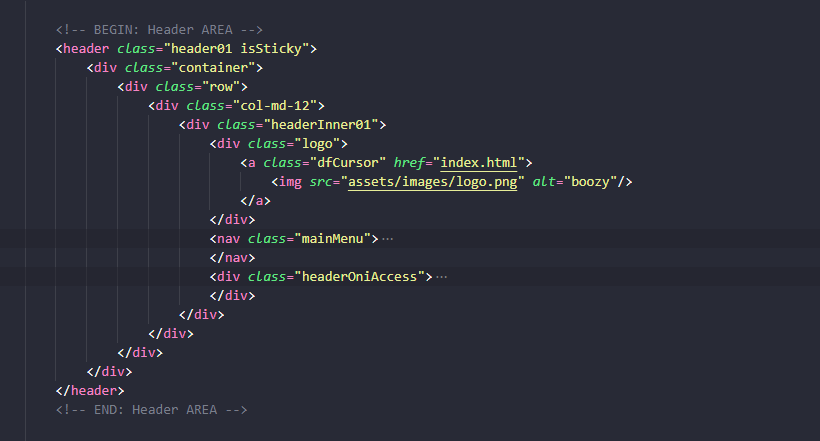 <!-- BEGIN: Header AREA -->
<header class="header01 isSticky">
<div class="container">
<div class="row">
<div class="col-md-12">
<div class="headerInner01">
<div class="logo">
<a class="dfCursor" href="index.html">
<img src="assets/images/logo.png" alt="boozy"/>
</a>
</div>
<nav class="mainMenu">···
</nav>
<div class="headerOniAccess">···
</div>
</div>
</div>
</div>
</div>
</header>
<!-- END: Header AREA -->